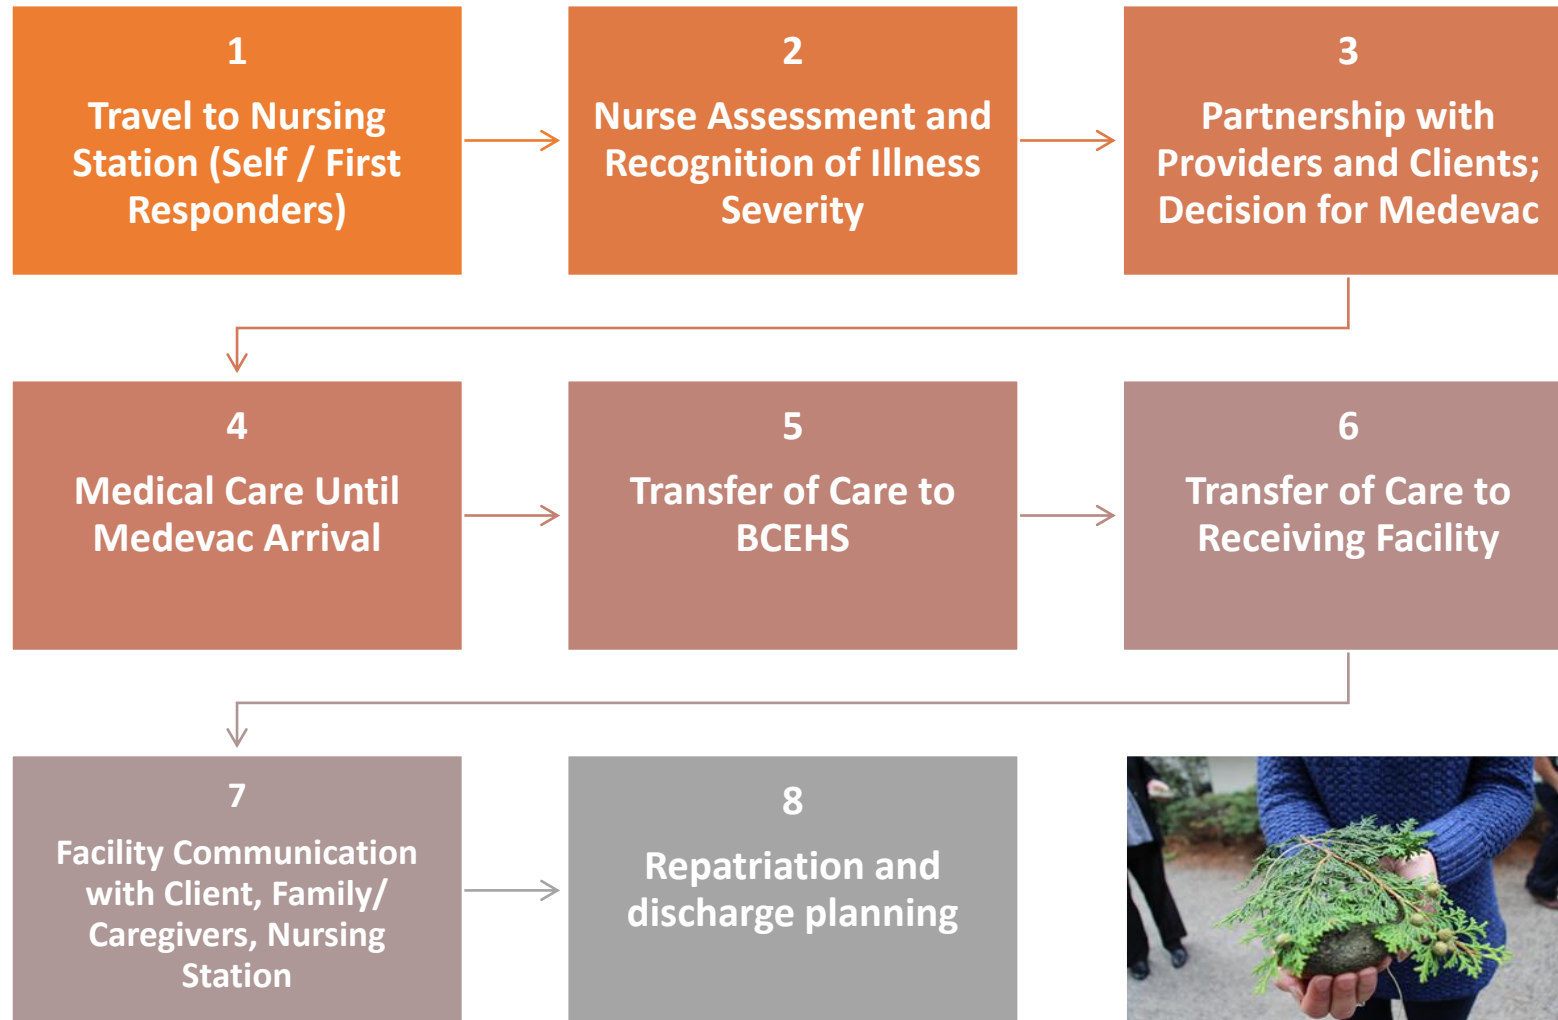 1
Travel to Nursing
Station (Self / First
Responders)
2
Nurse Assessment and
Recognition of Illness
Severity
3
Partnership with
Providers and Clients;
Decision for Medevac
4
Medical Care Until
Medevac Arrival
5
Transfer of Care to
BCEHS
6
Transfer of Care to
Receiving Facility
7
Facility Communication
with Client, Family/
Caregivers, Nursing
Station
8
Repatriation and
discharge planning